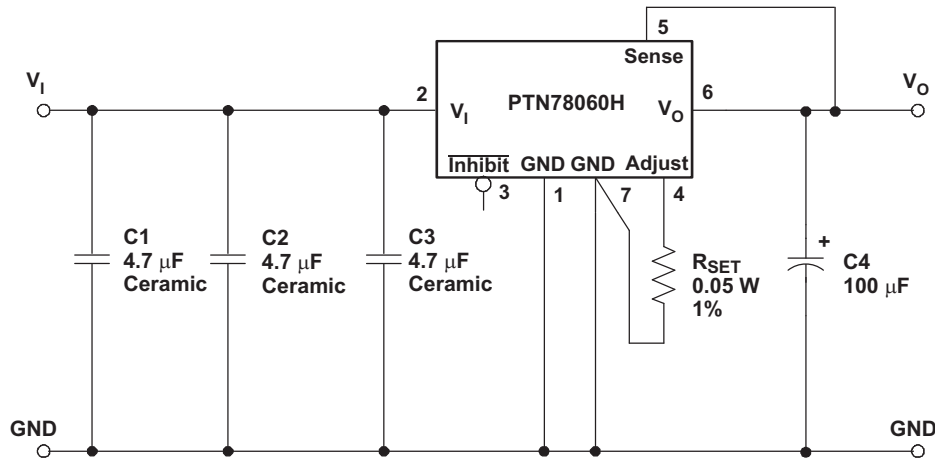 5
Sense
V_I
2
V_I
PTN78060H
V_O
6
V_O
Inhibit
GND
GND
Adjust
3
1
7
4
C1
4.7 μF
Ceramic
C2
4.7 μF
Ceramic
C3
4.7 μF
Ceramic
R_SET
0.05 W
1%
+
C4
100 μF
GND
GND